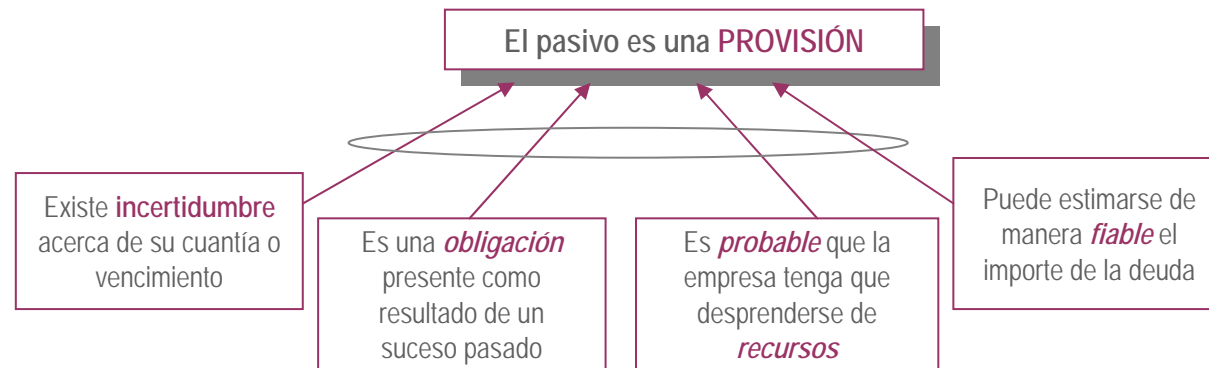 El pasivo es una PROVISIÓN
Existe incertidumbre
acerca de su cuantía o
vencimiento
Es una obligación
presente como
resultado de un
suceso pasado
Es probable que la
empresa tenga que
desprenderse de
recursos
Puede estimarse de
manera fiable el
importe de la deuda